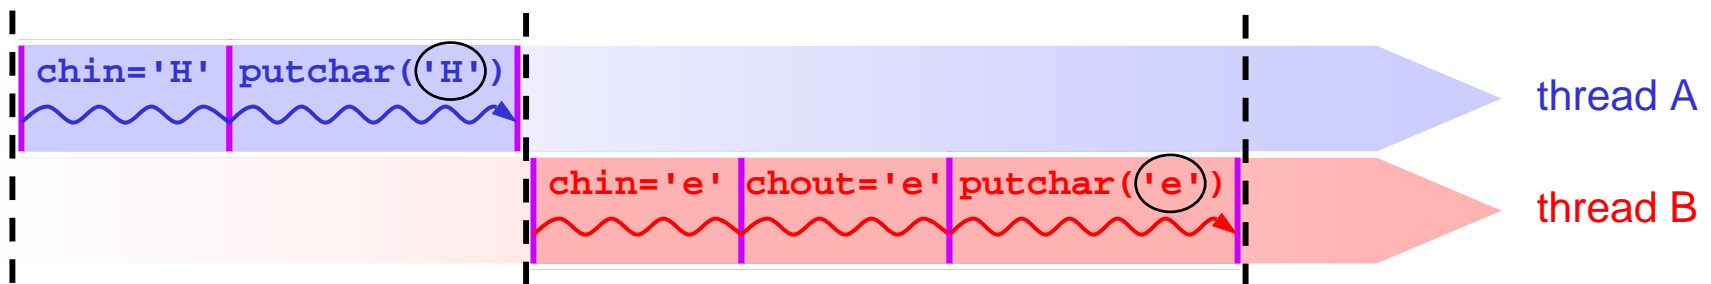 chin='H' putchar('H')
thread A
chin='e' chout='e' putchar('e')
thread B